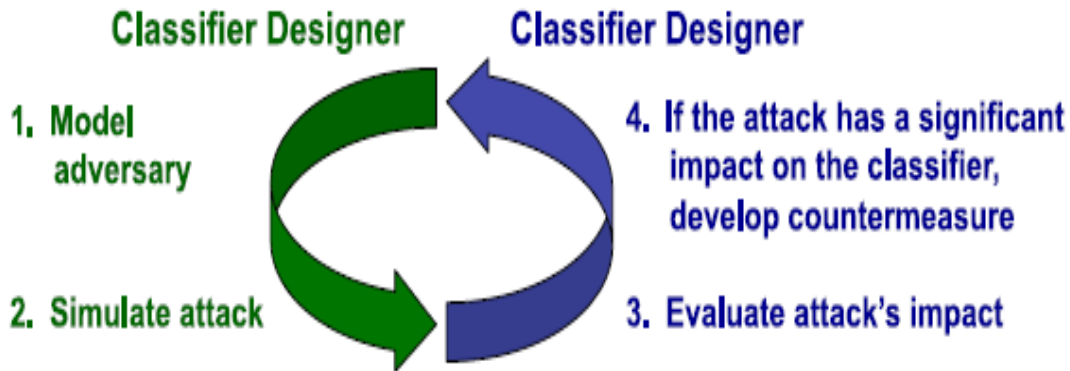 Classifier Designer
1. Model
adversary
2. Simulate attack
Classifier Designer
4. If the attack has a significant
impact on the classifier,
develop countermeasure
3. Evaluate attack's impact